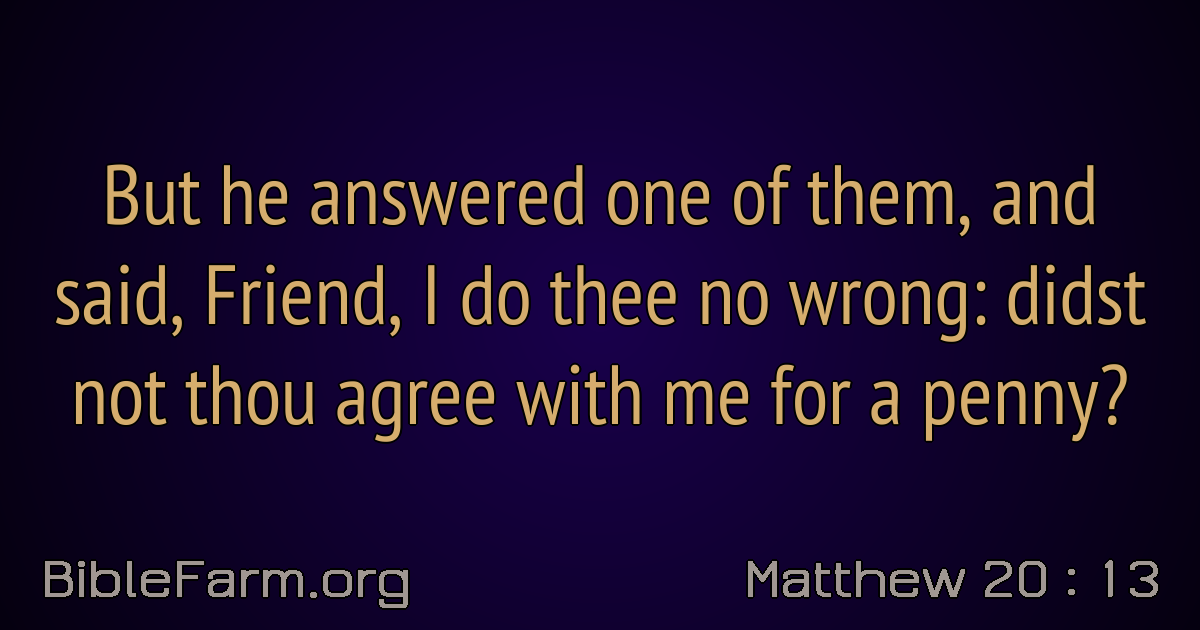 But he answered one of them, and
said, Friend, I do thee no wrong: didst
not thou agree with me for a penny?
BibleFarm.org
Matthew 20 : 13